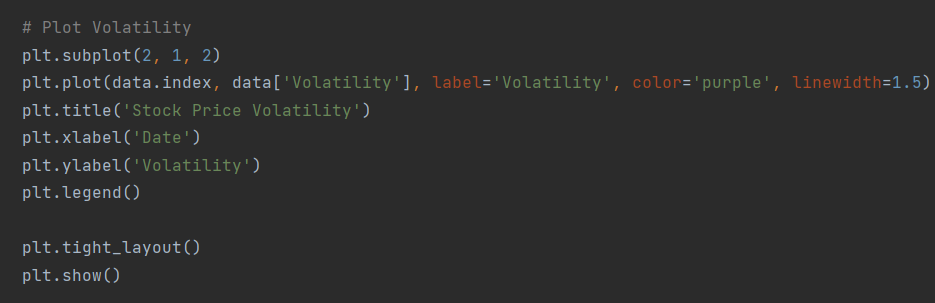 # Plot Volatility
plt.subplot(2, 1, 2)
plt.plot(data.index, data['Volatility'], label='Volatility', color='purple', linewidth=1.5)
plt.title('Stock Price Volatility')
plt.xlabel('Date')
plt.ylabel('Volatility')
plt.legend()

plt.tight_layout()
plt.show()